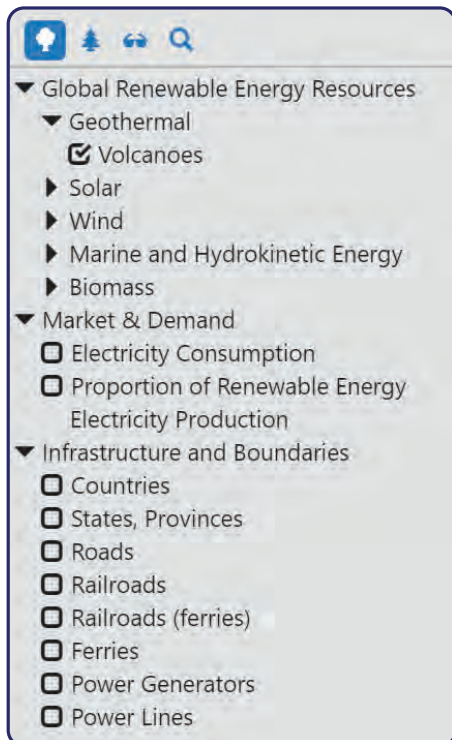 Global Renewable Energy Resources
Geothermal
Volcanoes
Solar
Wind
Marine and Hydrokinetic Energy
Biomass
Market & Demand
Electricity Consumption
Proportion of Renewable Energy
Electricity Production
Infrastructure and Boundaries
Countries
States, Provinces
Roads
Railroads
Railroads (ferries)
Ferries
Power Generators
Power Lines